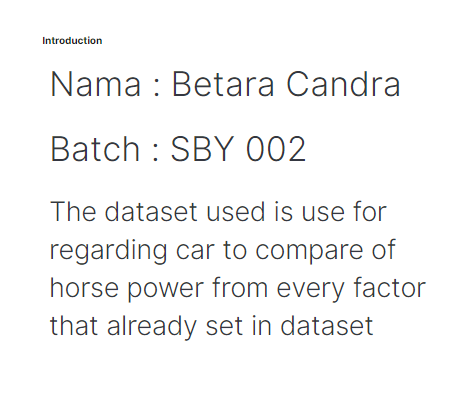 Introduction
Nama : Betara Candra
Batch : SBY 002
The dataset used is use for
regarding car to compare of
horse power from every factor
that already set in dataset